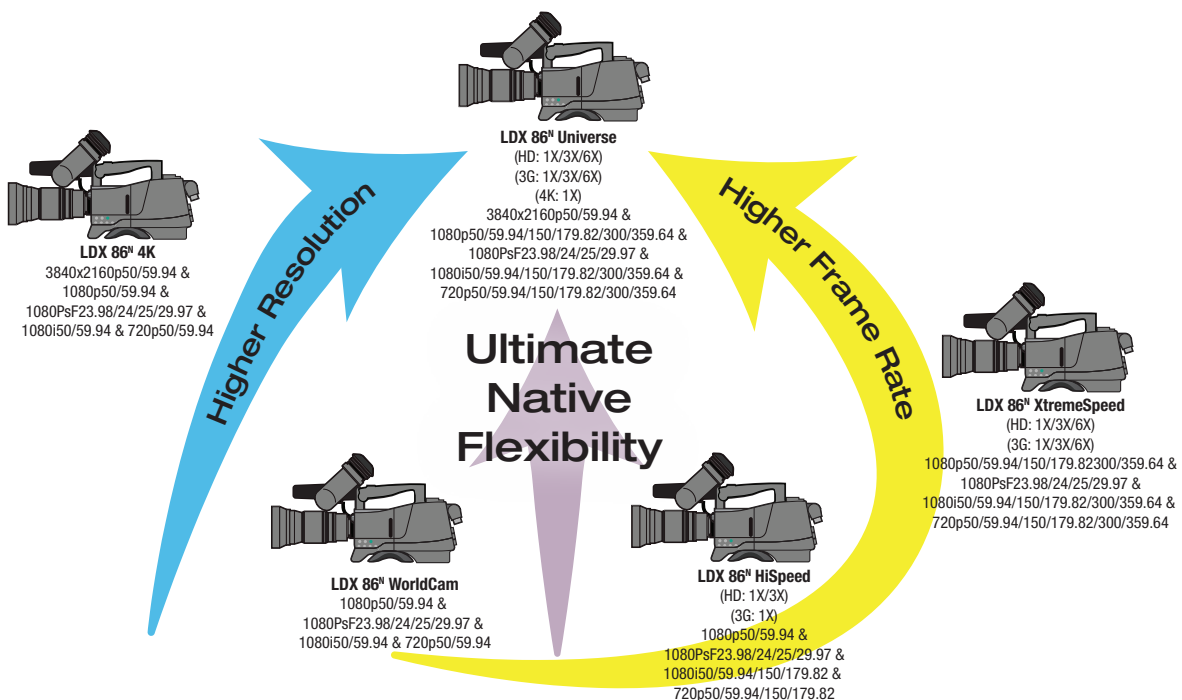 LDX 86ᴺ Universe
(HD: 1X/3X/6X)
(3G: 1X/3X/6X)
(4K: 1X)
3840x2160p50/59.94 &
1080p50/59.94/150/179.82/300/359.64 &
1080PsF23.98/24/25/29.97 &
1080i50/59.94/150/179.82/300/359.64 &
720p50/59.94/150/179.82/300/359.64
LDX 86ᴺ 4K
3840x2160p50/59.94 &
1080p50/59.94 &
1080PsF23.98/24/25/29.97 &
1080i50/59.94 & 720p50/59.94
Higher Resolution
Ultimate
Native
Flexibility
Higher Frame Rate
LDX 86ᴺ XtremeSpeed
(HD: 1X/3X/6X)
(3G: 1X/3X/6X)
1080p50/59.94/150/179.82300/359.64 &
1080PsF23.98/24/25/29.97 &
1080i50/59.94/150/179.82/300/359.64 &
720p50/59.94/150/179.82/300/359.64
LDX 86ᴺ WorldCam
1080p50/59.94 &
1080PsF23.98/24/25/29.97 &
1080i50/59.94 & 720p50/59.94
LDX 86ᴺ HiSpeed
(HD: 1X/3X)
(3G: 1X)
1080p50/59.94 &
1080PsF23.98/24/25/29.97 &
1080i50/59.94/150/179.82 &
720p50/59.94/150/179.82